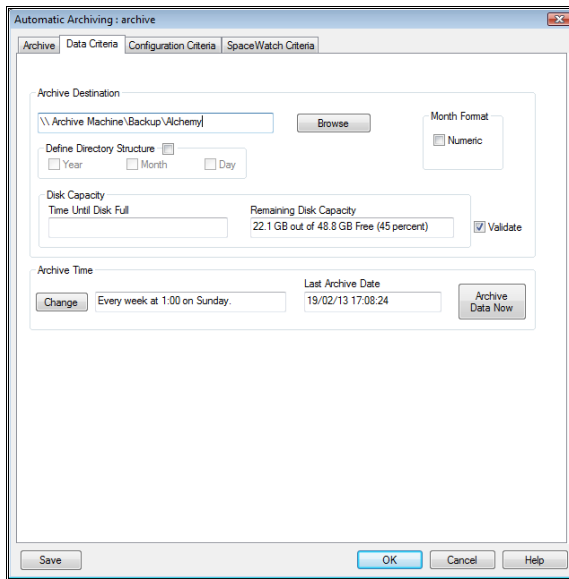 Automatic Archiving : archive
Archive Data Criteria Configuration Criteria SpaceWatch Criteria
Archive Destination
\\ Archive Machine\Backup\Alchemy
Browse
Month Format
Numeric
Define Directory Structure
Year Month Day
Disk Capacity
Time Until Disk Full
Remaining Disk Capacity
22.1 GB out of 48.8 GB Free (45 percent)
Validate
Archive Time
Change
Every week at 1:00 on Sunday.
Last Archive Date
19/02/13 17:08:24
Archive
Data Now
Save OK Cancel Help